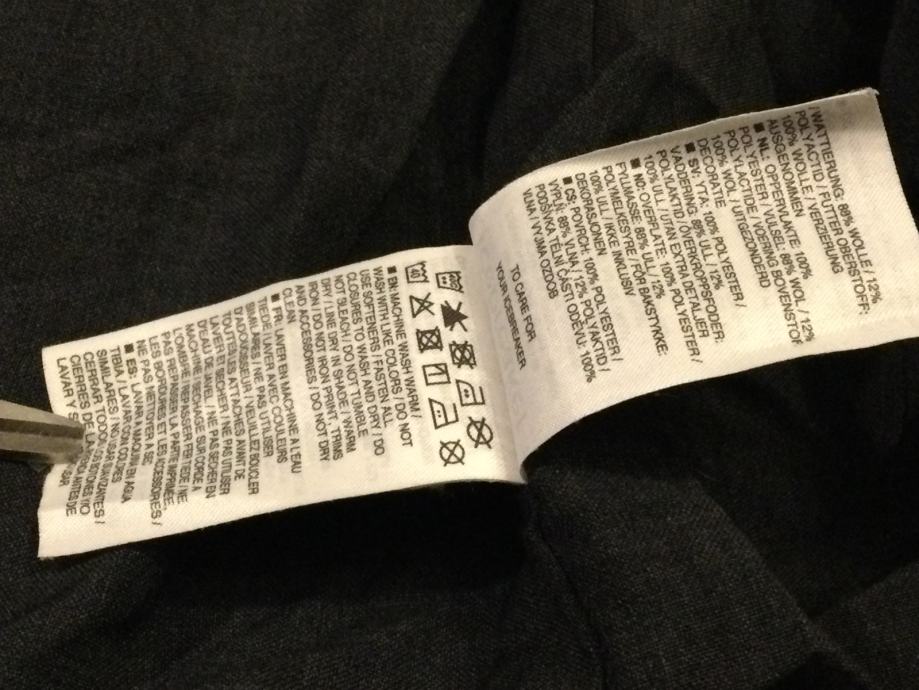 / WATTIERUNG: 88% WOLLE / 12%
POLYACTID / FUTTER OBERSTOFF:
100% WOLLE / VERZIERUNG
AUSGENOMMEN
■ NL: OPPERVLAKTE: 100%
POLYESTER / VULSEL: 88% WOL / 12%
POLYLACTIDE / VOERING BOVENSTOF
100% WOL / UITGEZONDERD
DECORATIE
■ SV: YTA: 100% POLYESTER /
VADDERING: 88% ULL / 12%
POLYLAKTID / ÖVERKROPPSFODER:
100% ULL / UTAN EXTRA DETALJER
■ NO: OVERFLATE: 100% POLYESTER /
FYLLMASSE: 88% ULL / 12%
POLYMELKESYRE / FÔR BAKSTYKKE:
100% ULL / IKKE INKLUSIV
DEKORASJONEN
■ CS: POVRCH: 100% POLYESTER /
VÝPLŇ: 88% VLNA / 12% POLYAKTID /
PODŠÍVKA TĚLNÍ ČÁSTI ODĚVU: 100%
VLNA / VYJMA OZDOB
TO CARE FOR
YOUR ICEBREAKER
40
■ EN: MACHINE WASH WARM /
WASH WITH LIKE COLORS / DO NOT
USE SOFTENERS / FASTEN ALL
CLOSURES TO WASH AND DRY / DO
NOT BLEACH / DO NOT TUMBLE
DRY / LINE DRY IN SHADE / WARM
IRON / DO NOT IRON PRINT, TRIMS
AND ACCESSORIES / DO NOT DRY
CLEAN
■ FR: LAVER EN MACHINE À L'EAU
TIÈDE / LAVER AVEC COULEURS
SIMILAIRES / NE PAS UTILISER
D'ADOUCISSEUR / VEUILLEZ BOUCLER
TOUTES LES ATTACHES AVANT DE
LAVER ET SÉCHER / NE PAS UTILISER
D'EAU DE JAVEL / NE PAS SÉCHER EN
MACHINE / SÉCHAGE SUR CORDE À
L'OMBRE / REPASSER FER TIÈDE / NE
PAS REPASSER LA PARTIE IMPRIMÉE,
LES BORDURES ET LES ACCESSOIRES /
NE PAS NETTOYER À SEC
■ ES: LAVAR A MÁQUINA EN AGUA
TIBIA / LAVAR CON COLORES
SIMILARES / NO USAR SUAVIZANTES /
CERRAR TODOS LOS BOTONES Y/O
CIERRES DE LA ANTES DE
LAVAR Y USAR